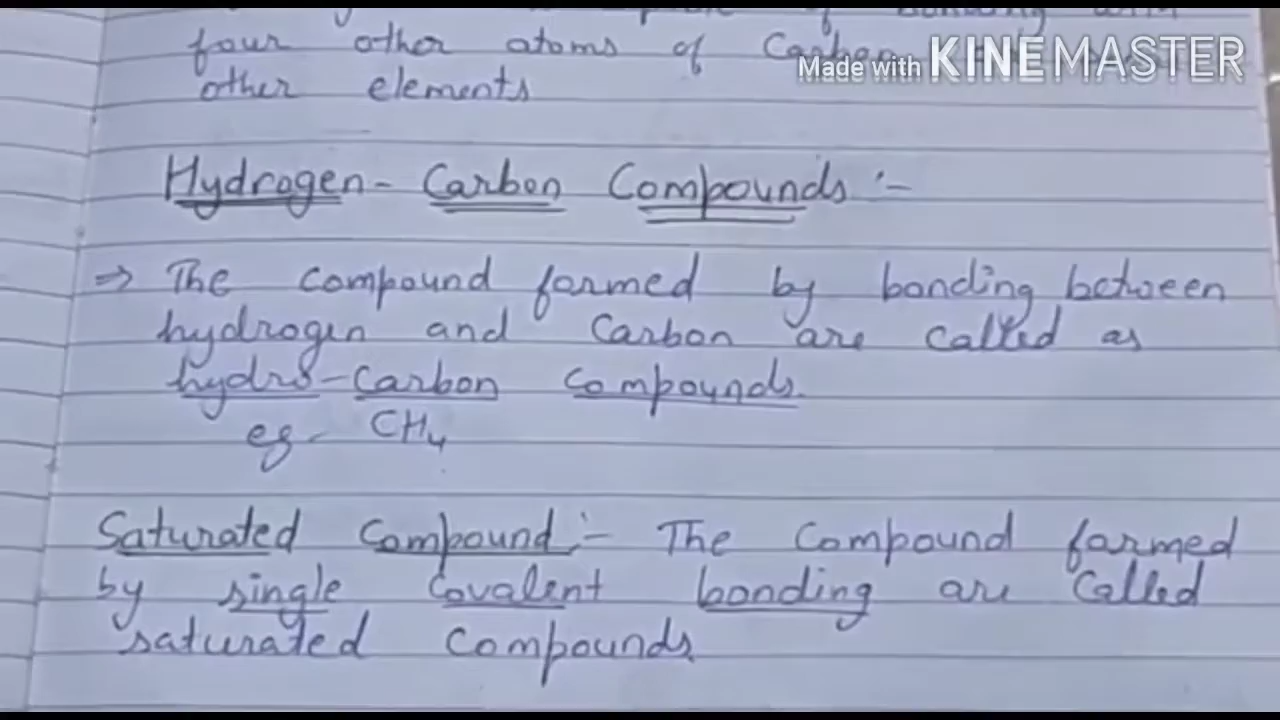 four other atoms of Carbon
Made with KINEMASTER
other elements
Hydrogen - Carbon Compounds :-
⇒ The compound formed by bonding between
hydrogen and Carbon are called as
hydro-carbon compounds.
eg - CH₄
Saturated Compound :- The Compound formed
by single Covalent bonding are Called
saturated Compounds.